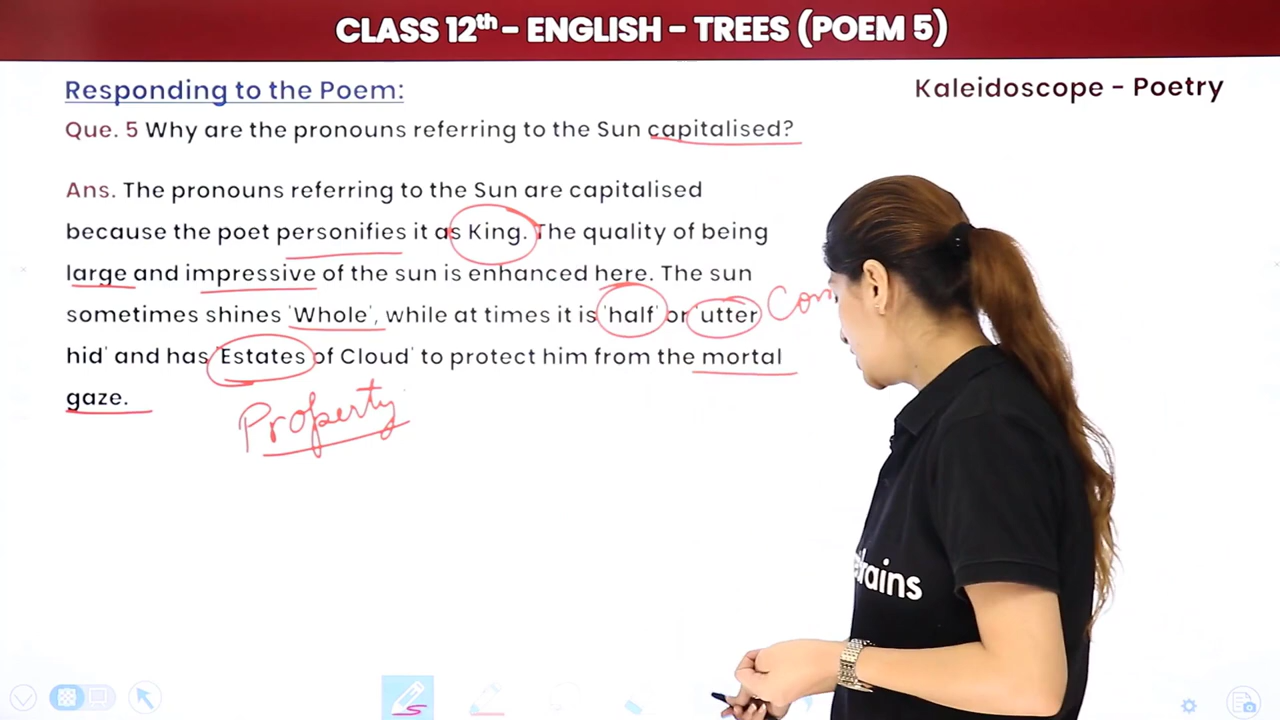 CLASS 12th - ENGLISH - TREES (POEM 5)
Responding to the Poem:
Kaleidoscope - Poetry
Que. 5 Why are the pronouns referring to the Sun capitalised?
Ans. The pronouns referring to the Sun are capitalised
because the poet personifies it as King. The quality of being
large and impressive of the sun is enhanced here. The sun
sometimes shines 'Whole', while at times it is 'half' or 'utter
Com
hid' and has 'Estates of Cloud' to protect him from the mortal
gaze.
Property